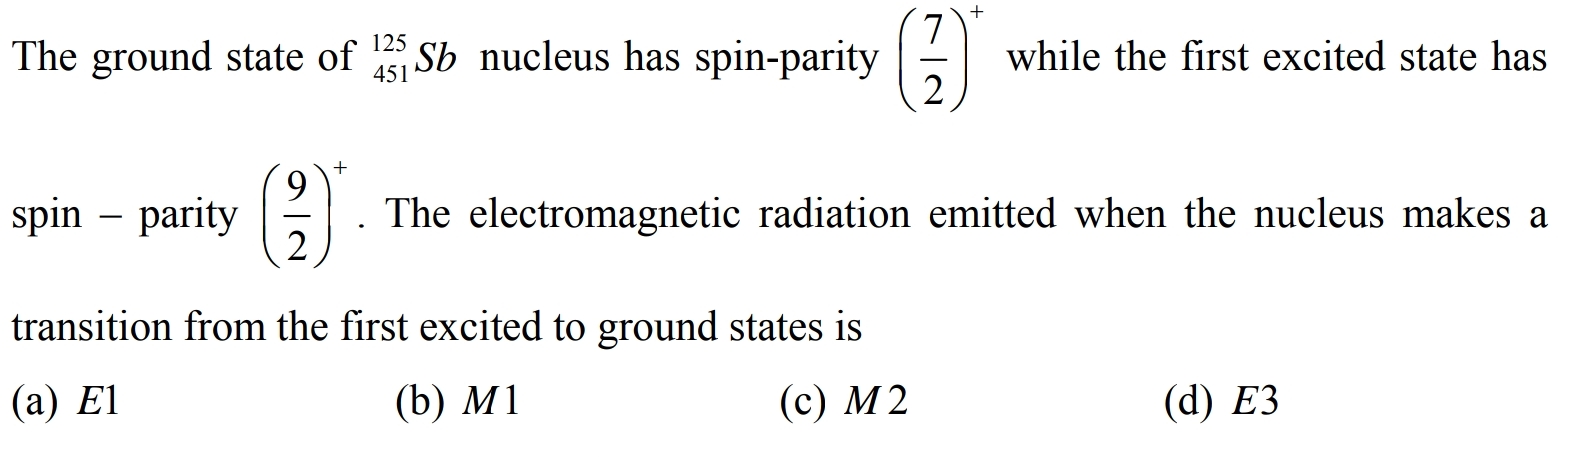 The ground state of $^{125}_{451}Sb$ nucleus has spin-parity $\left(\frac{7}{2}\right)^{+}$ while the first excited state has
spin – parity $\left(\frac{9}{2}\right)^{+}$. The electromagnetic radiation emitted when the nucleus makes a
transition from the first excited to ground states is
(a) E1 (b) M1 (c) M2 (d) E3